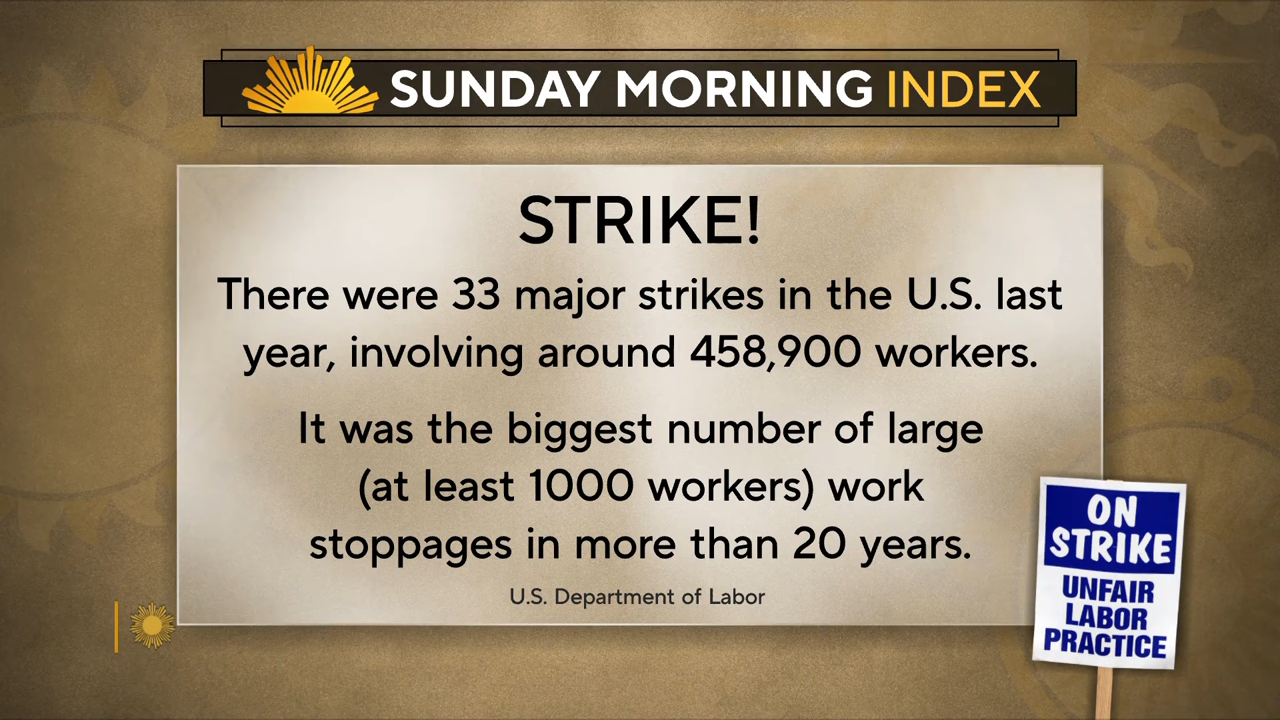 SUNDAY MORNING INDEX
STRIKE!
There were 33 major strikes in the U.S. last
year, involving around 458,900 workers.
It was the biggest number of large
(at least 1000 workers) work
stoppages in more than 20 years.
U.S. Department of Labor
ON
STRIKE
UNFAIR
LABOR
PRACTICE